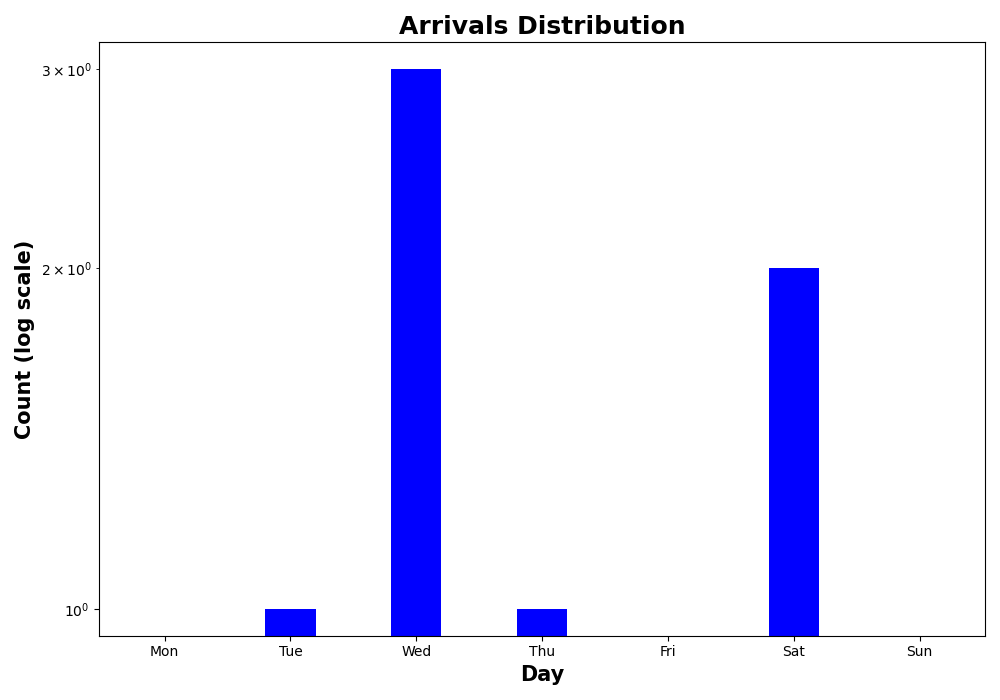 Arrivals Distribution
3 × 10⁰
2 × 10⁰
10⁰
Count (log scale)
Mon Tue Wed Thu Fri Sat Sun
Day